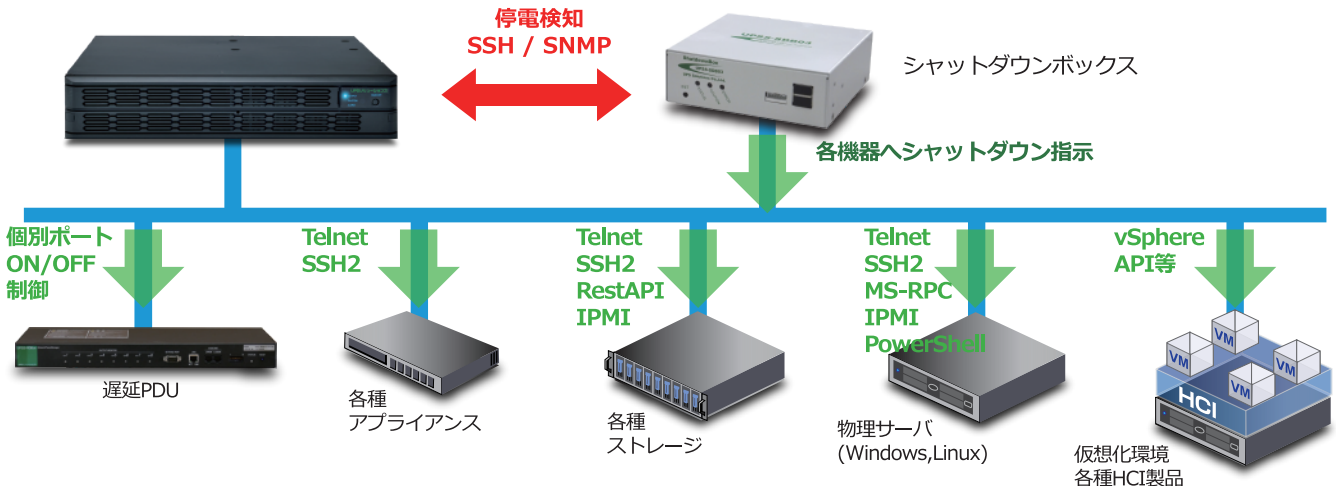 停電検知
SSH / SNMP
シャットダウンボックス
各機器へシャットダウン指示
個別ポート
ON/OFF
制御
Telnet
SSH2
Telnet
SSH2
RestAPI
IPMI
Telnet
SSH2
MS-RPC
IPMI
PowerShell
vSphere
API等
遅延PDU
各種
アプライアンス
各種
ストレージ
物理サーバ
(Windows,Linux)
VM
VM
VM
VM
HCI
仮想化環境
各種HCI製品